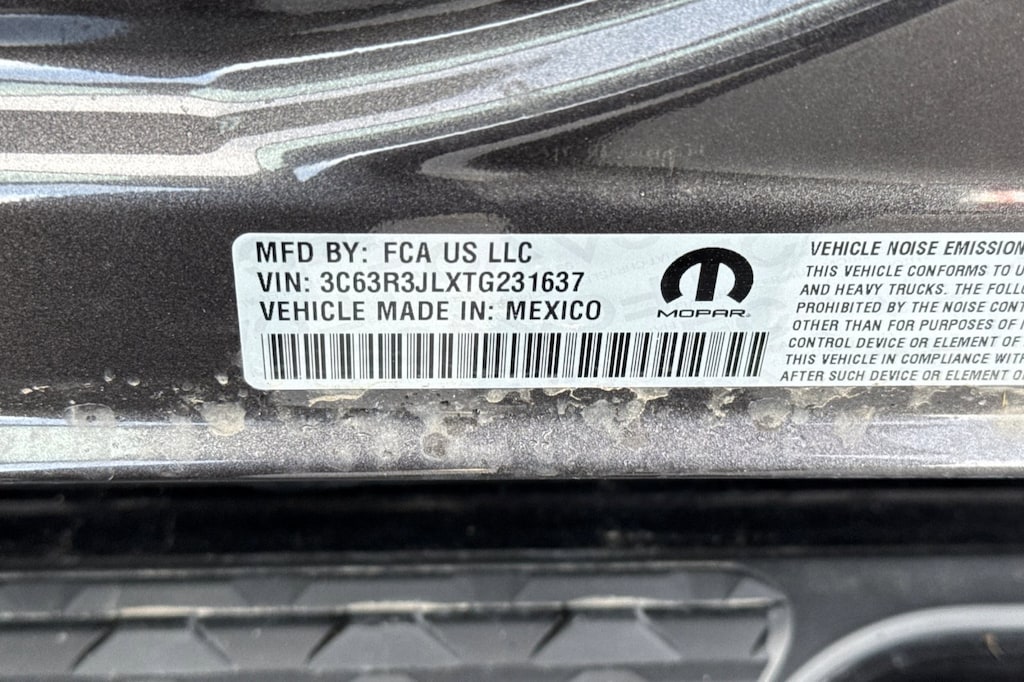 MFD BY: FCA US LLC
VIN: 3C63R3JLXTG231637
VEHICLE MADE IN: MEXICO
MOPAR
VEHICLE NOISE EMISSION
THIS VEHICLE CONFORMS TO U
AND HEAVY TRUCKS. THE FOLLO
PROHIBITED BY THE NOISE CONT
OTHER THAN FOR PURPOSES OF
CONTROL DEVICE OR ELEMENT OF
THIS VEHICLE IN COMPLIANCE WITH
AFTER SUCH DEVICE OR ELEMENT O